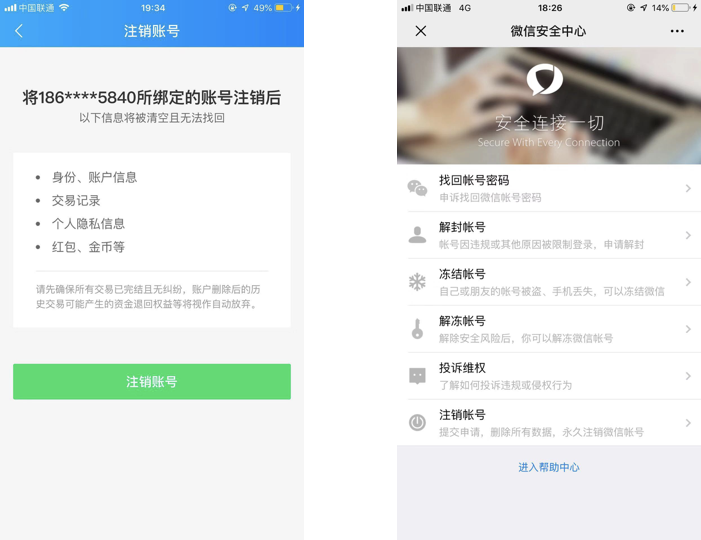 中国联通 19:34 49%
注销账号
将186****5840所绑定的账号注销后
以下信息将被清空且无法找回
身份、账户信息
交易记录
个人隐私信息
红包、金币等
请先确保所有交易已完结且无纠纷，账户删除后的历
史交易可能产生的资金退回权益等将视作自动放弃。
注销账号
中国联通 4G 18:26 14%
微信安全中心
安全连接一切
Secure With Every Connection
找回帐号密码
申诉找回微信帐号密码
解封帐号
帐号因违规或其他原因被限制登录，申请解封
冻结帐号
自己或朋友的帐号被盗、手机丢失，可以冻结微信
解冻帐号
解除安全风险后，你可以解冻微信帐号
投诉维权
了解如何投诉违规或侵权行为
注销帐号
提交申请，删除所有数据，永久注销微信帐号
进入帮助中心